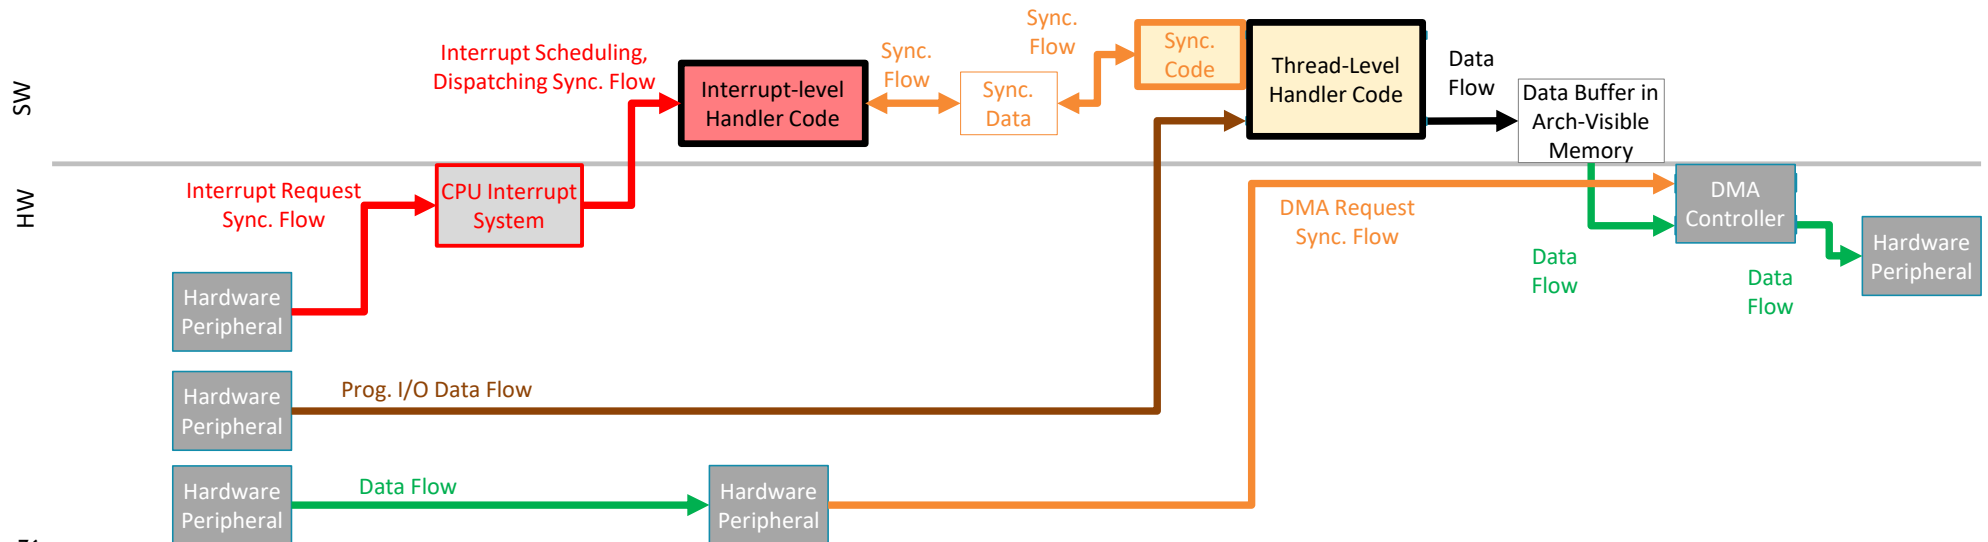 SW
HW
Interrupt Scheduling,
Dispatching Sync. Flow
Interrupt-level
Handler Code
Sync.
Flow
Sync.
Data
Sync.
Flow
Sync.
Code
Thread-Level
Handler Code
Data
Flow
Data Buffer in
Arch-Visible
Memory
Interrupt Request
Sync. Flow
CPU Interrupt
System
DMA Request
Sync. Flow
DMA
Controller
Data
Flow
Data
Flow
Hardware
Peripheral
Hardware
Peripheral
Hardware
Peripheral
Prog. I/O Data Flow
Hardware
Peripheral
Data Flow
Hardware
Peripheral